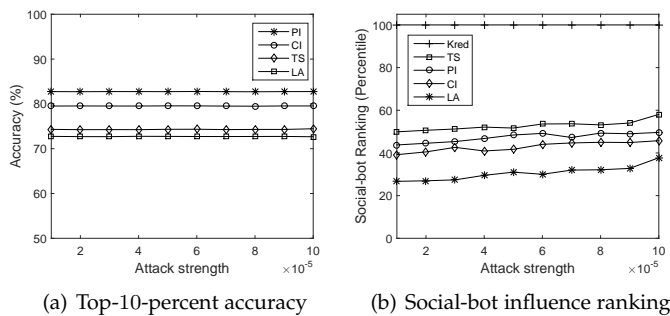 100
90
80
70
60
50
Accuracy (%)
PI
CI
TS
LA
2 4 6 8 10
Attack strength ×10-5
(a) Top-10-percent accuracy
100
80
60
40
20
0
Social-bot Ranking (Percentile)
Kred
TS
PI
CI
LA
2 4 6 8 10
Attack strength ×10-5
(b) Social-bot influence ranking